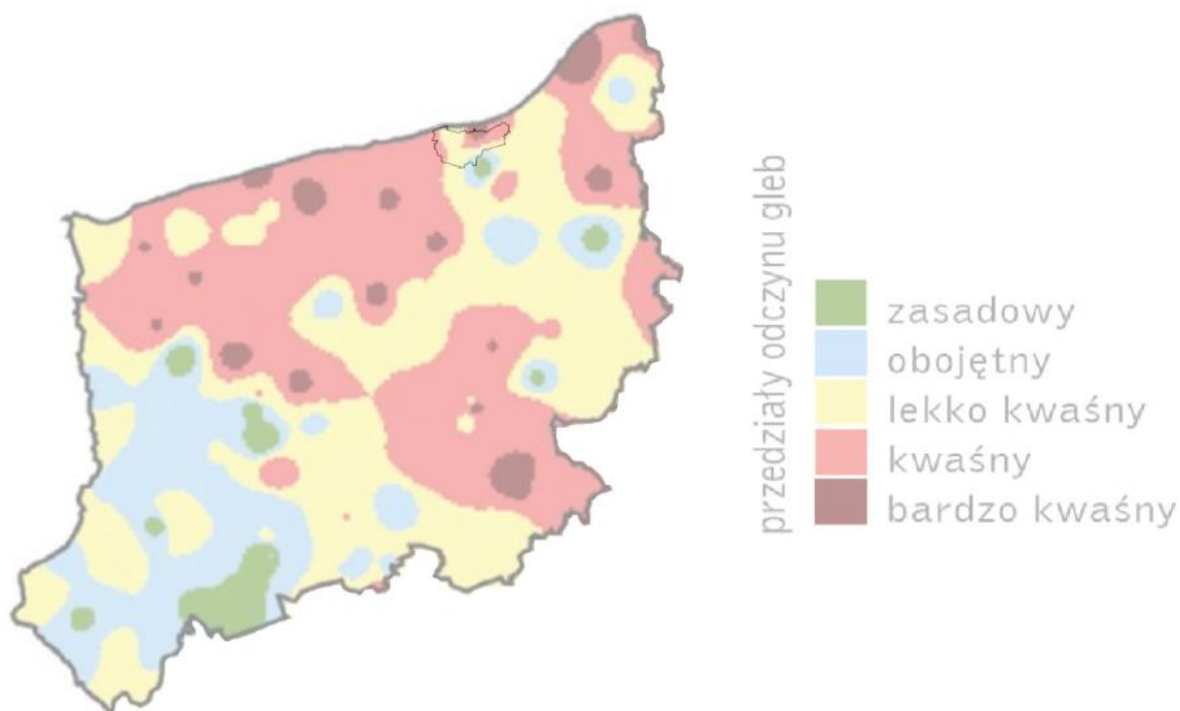 przedziały odczynu gleb
zasadowy
obojętny
lekko kwaśny
kwaśny
bardzo kwaśny